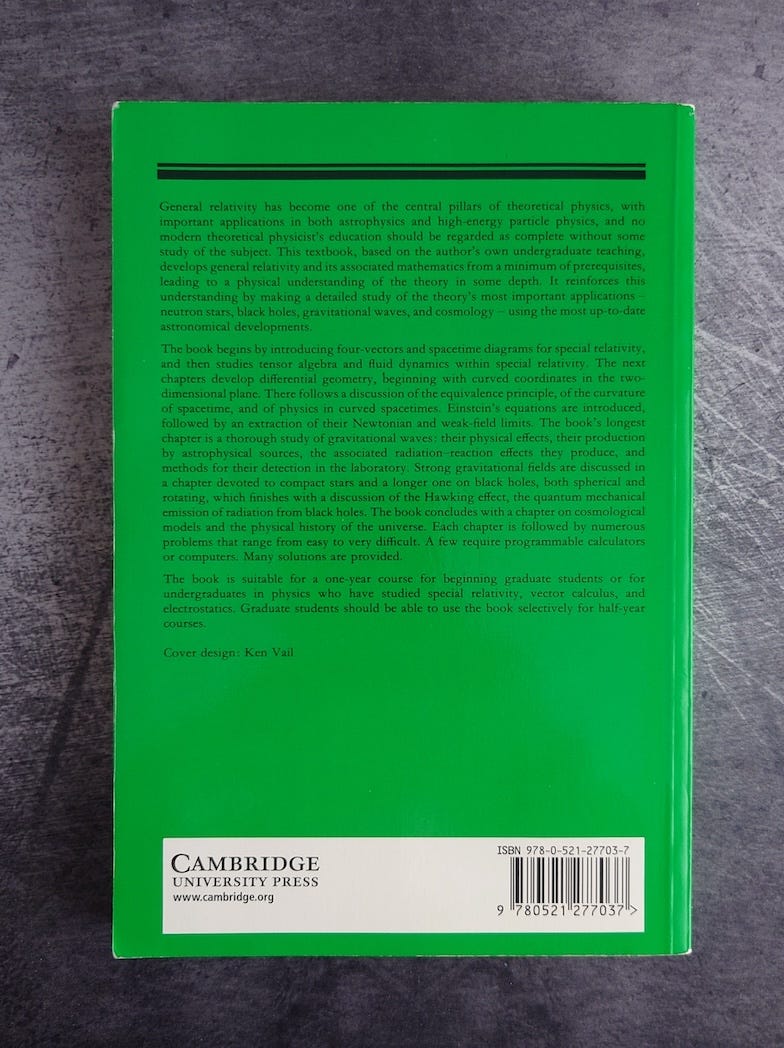 General relativity has become one of the central pillars of theoretical physics, with
important applications in both astrophysics and high-energy particle physics, and no
modern theoretical physicist's education should be regarded as complete without some
study of the subject. This textbook, based on the author's own undergraduate teaching,
develops general relativity and its associated mathematics from a minimum of prerequisites,
leading to a physical understanding of the theory in some depth. It reinforces this
understanding by making a detailed study of the theory's most important applications –
neutron stars, black holes, gravitational waves, and cosmology – using the most up-to-date
astronomical developments.
The book begins by introducing four-vectors and spacetime diagrams for special relativity,
and then studies tensor algebra and fluid dynamics within special relativity. The next
chapters develop differential geometry, beginning with curved coordinates in the two-
dimensional plane. There follows a discussion of the equivalence principle, of the curvature
of spacetime, and of physics in curved spacetimes. Einstein's equations are introduced,
followed by an extraction of their Newtonian and weak-field limits. The book's longest
chapter is a thorough study of gravitational waves: their physical effects, their production
by astrophysical sources, the associated radiation–reaction effects they produce, and
methods for their detection in the laboratory. Strong gravitational fields are discussed in
a chapter devoted to compact stars and a longer one on black holes, both spherical and
rotating, which finishes with a discussion of the Hawking effect, the quantum mechanical
emission of radiation from black holes. The book concludes with a chapter on cosmological
models and the physical history of the universe. Each chapter is followed by numerous
problems that range from easy to very difficult. A few require programmable calculators
or computers. Many solutions are provided.
The book is suitable for a one-year course for beginning graduate students or for
undergraduates in physics who have studied special relativity, vector calculus, and
electrostatics. Graduate students should be able to use the book selectively for half-year
courses.
Cover design: Ken Vail
CAMBRIDGE
UNIVERSITY PRESS
www.cambridge.org
ISBN 978-0-521-27703-7
9 780521 277037 >